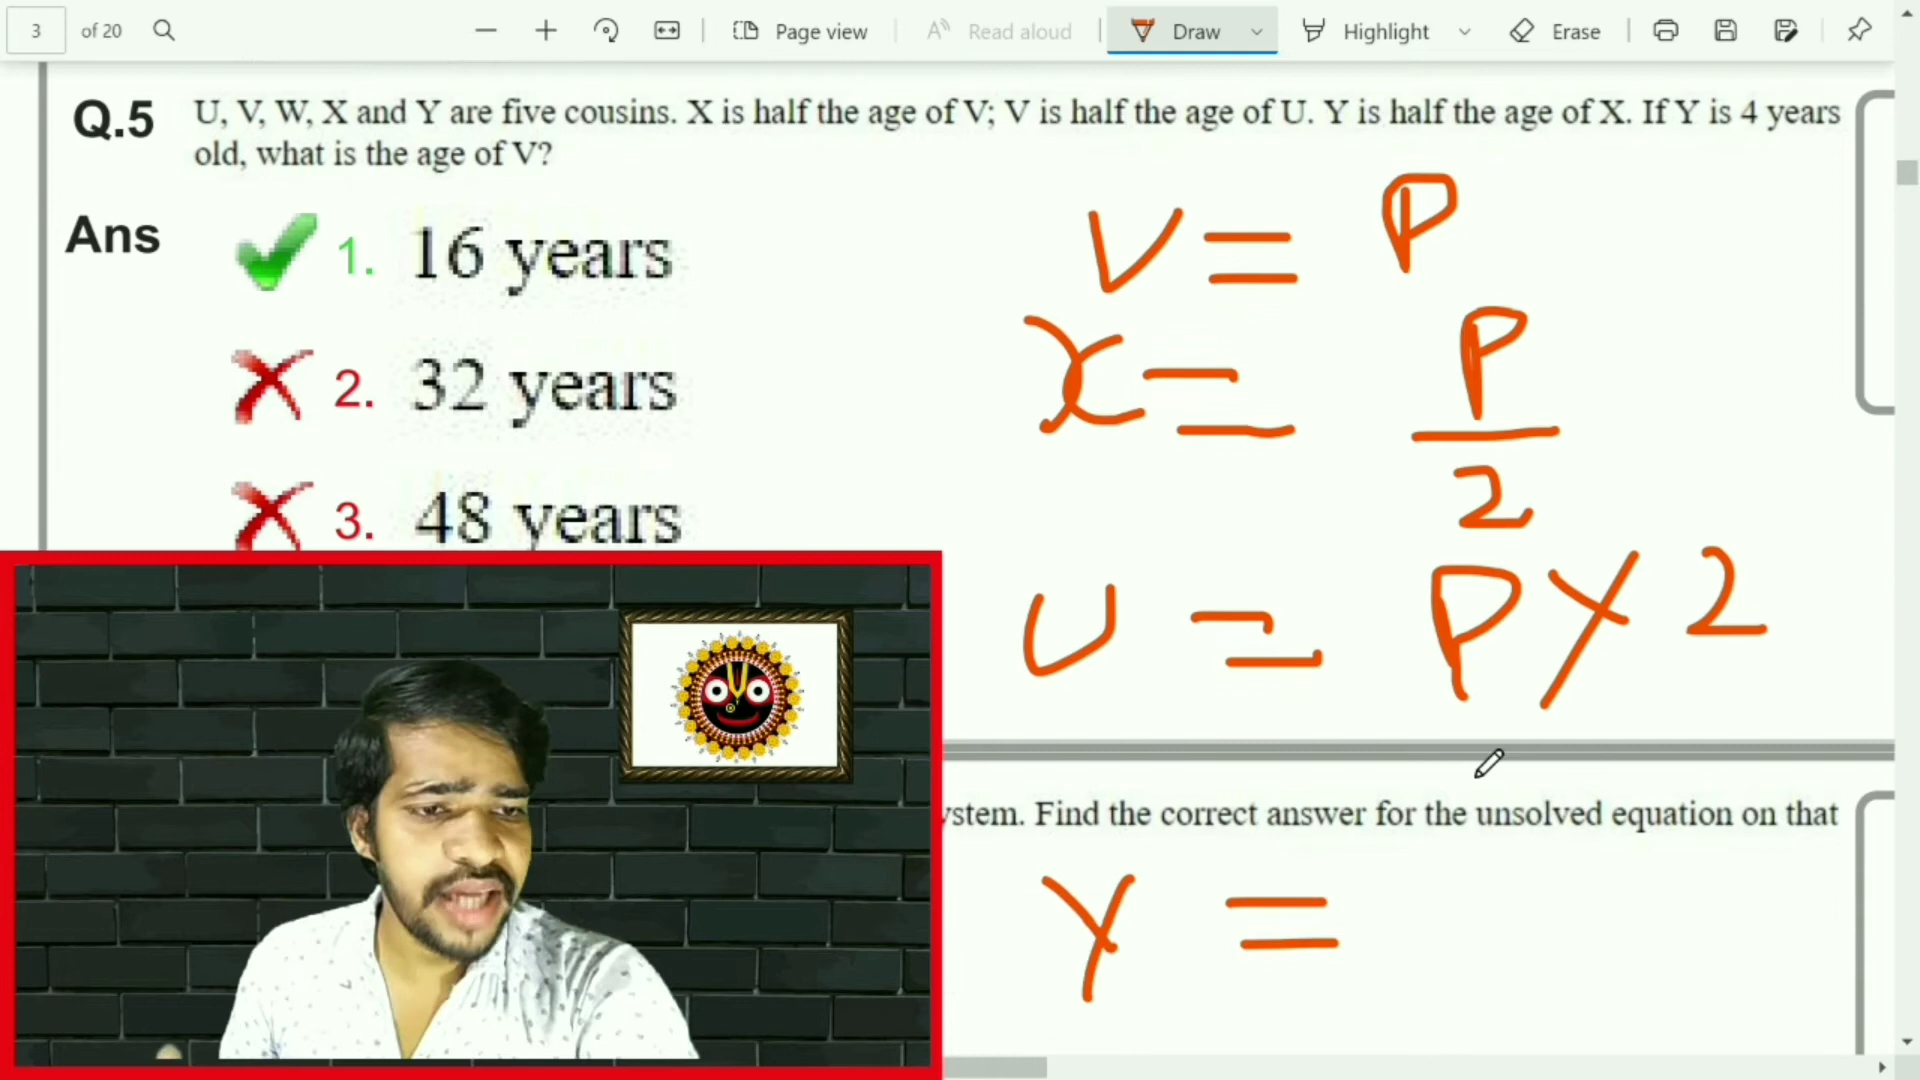 3 of 20 Page view Read aloud Draw Highlight Erase
Q.5 U, V, W, X and Y are five cousins. X is half the age of V; V is half the age of U. Y is half the age of X. If Y is 4 years
old, what is the age of V?
Ans 1. 16 years
2. 32 years
3. 48 years
V = P
X = P/2
U = P X 2
ystem. Find the correct answer for the unsolved equation on that
Y =